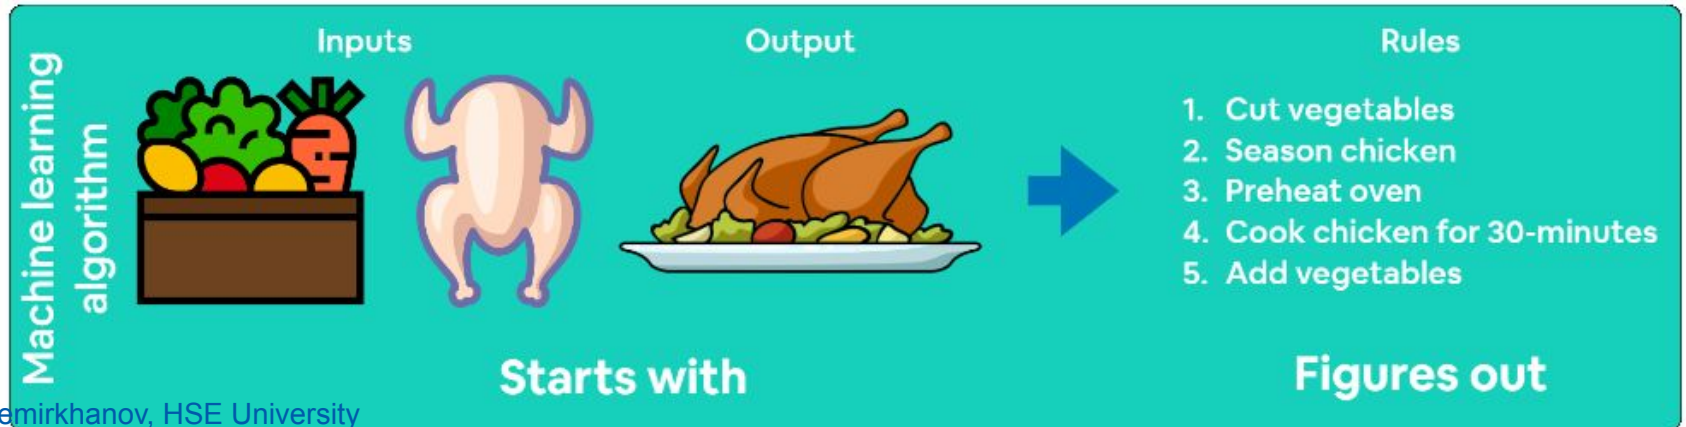 Machine learning
algorithm
Inputs
Output
Rules
1. Cut vegetables
2. Season chicken
3. Preheat oven
4. Cook chicken for 30-minutes
5. Add vegetables
Starts with
Figures out
emirkhanov, HSE University